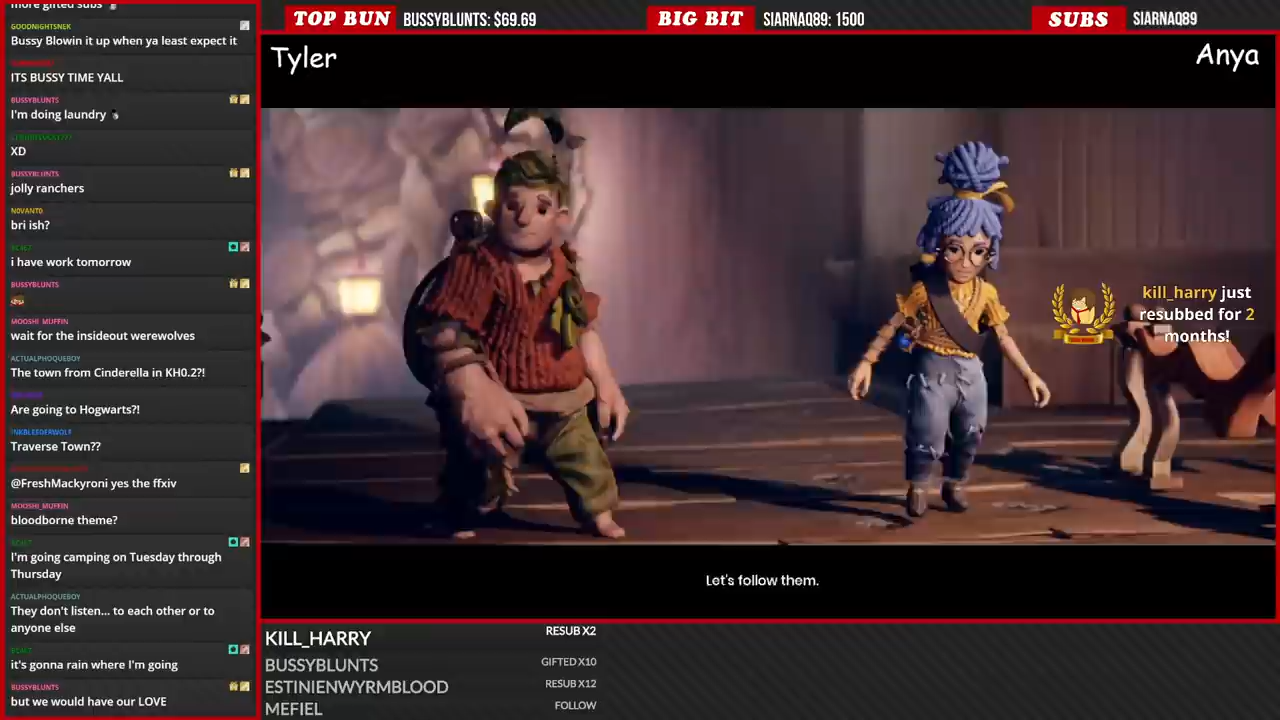 more gifted subs
TOP BUN BUSSYBLUNTS: $69.69 BIG BIT SIARNAQ89: 1500 SUBS SIARNAQ89
GOODNIGHTSNEK
Bussy Blowin it up when ya least expect it
ITS BUSSY TIME YALL
BUSSYBLUNTS
I'm doing laundry
XD
BUSSYBLUNTS
jolly ranchers
N0VANT0
bri ish?
i have work tomorrow
BUSSYBLUNTS
MOOSHI_MUFFIN
wait for the insideout werewolves
ACTUALPHOQUEBOY
The town from Cinderella in KH0.2?!
Are going to Hogwarts?!
INKBLEEDERWOLF
Traverse Town??
@FreshMackyroni yes the ffxiv
MOOSHI_MUFFIN
bloodborne theme?
I'm going camping on Tuesday through
Thursday
ACTUALPHOQUEBOY
They don't listen... to each other or to
anyone else
it's gonna rain where I'm going
BUSSYBLUNTS
but we would have our LOVE
Tyler
Anya
kill_harry just
resubbed for 2
months!
Let's follow them.
KILL_HARRY RESUB X2
BUSSYBLUNTS GIFTED X10
ESTINIENWYRMBLOOD RESUB X12
MEFIEL FOLLOW